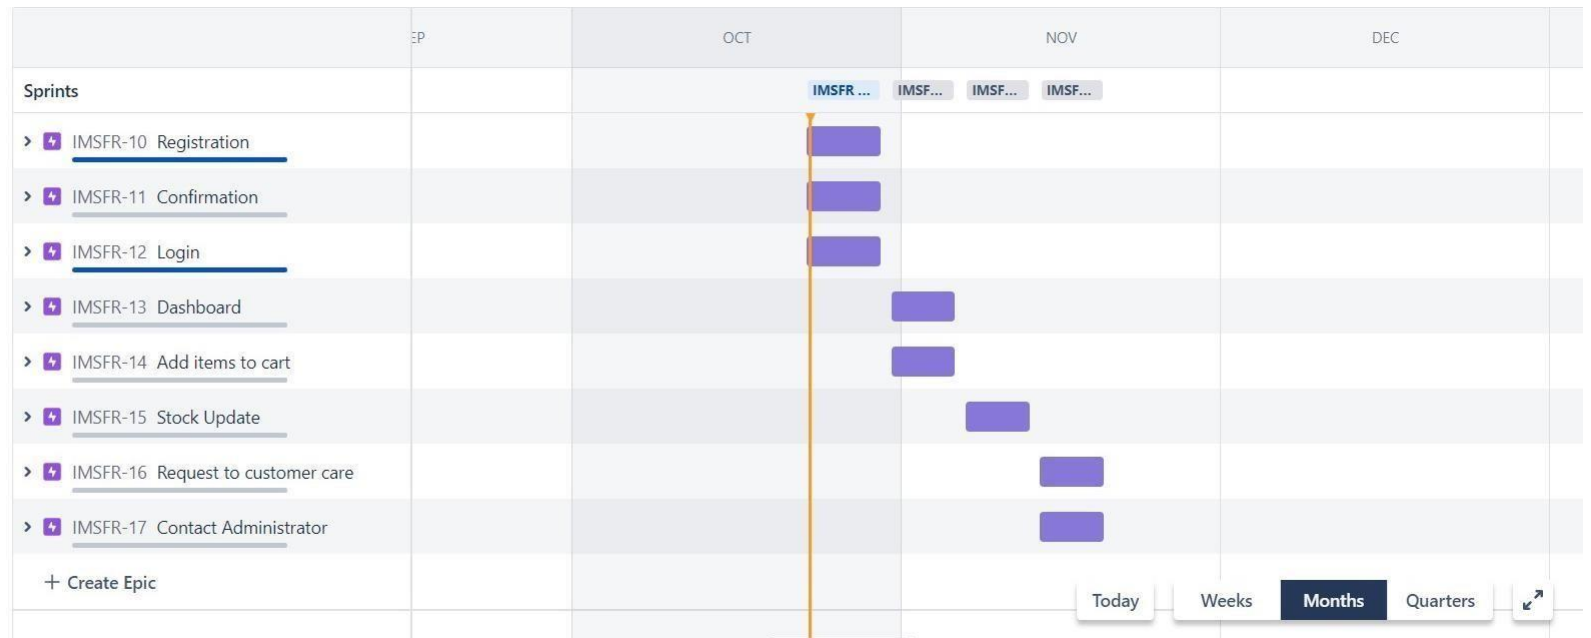 EP OCT NOV DEC
Sprints IMSFR ... IMSF... IMSF... IMSF...
IMSFR-10 Registration
IMSFR-11 Confirmation
IMSFR-12 Login
IMSFR-13 Dashboard
IMSFR-14 Add items to cart
IMSFR-15 Stock Update
IMSFR-16 Request to customer care
IMSFR-17 Contact Administrator
+ Create Epic
Today Weeks Months Quarters